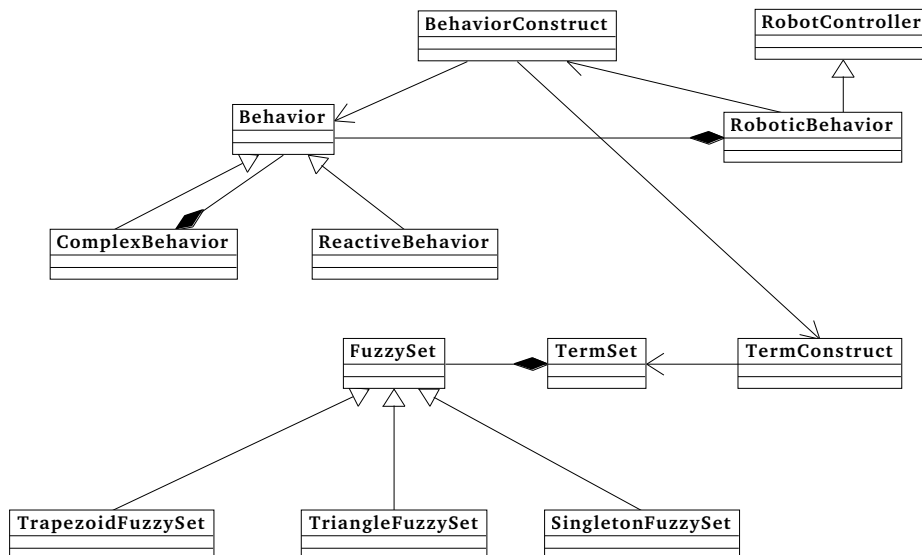 RobotController
BehaviorConstruct
Behavior
RoboticBehavior
ComplexBehavior
ReactiveBehavior
FuzzySet
TermSet
TermConstruct
TrapezoidFuzzySet
TriangleFuzzySet
SingletonFuzzySet